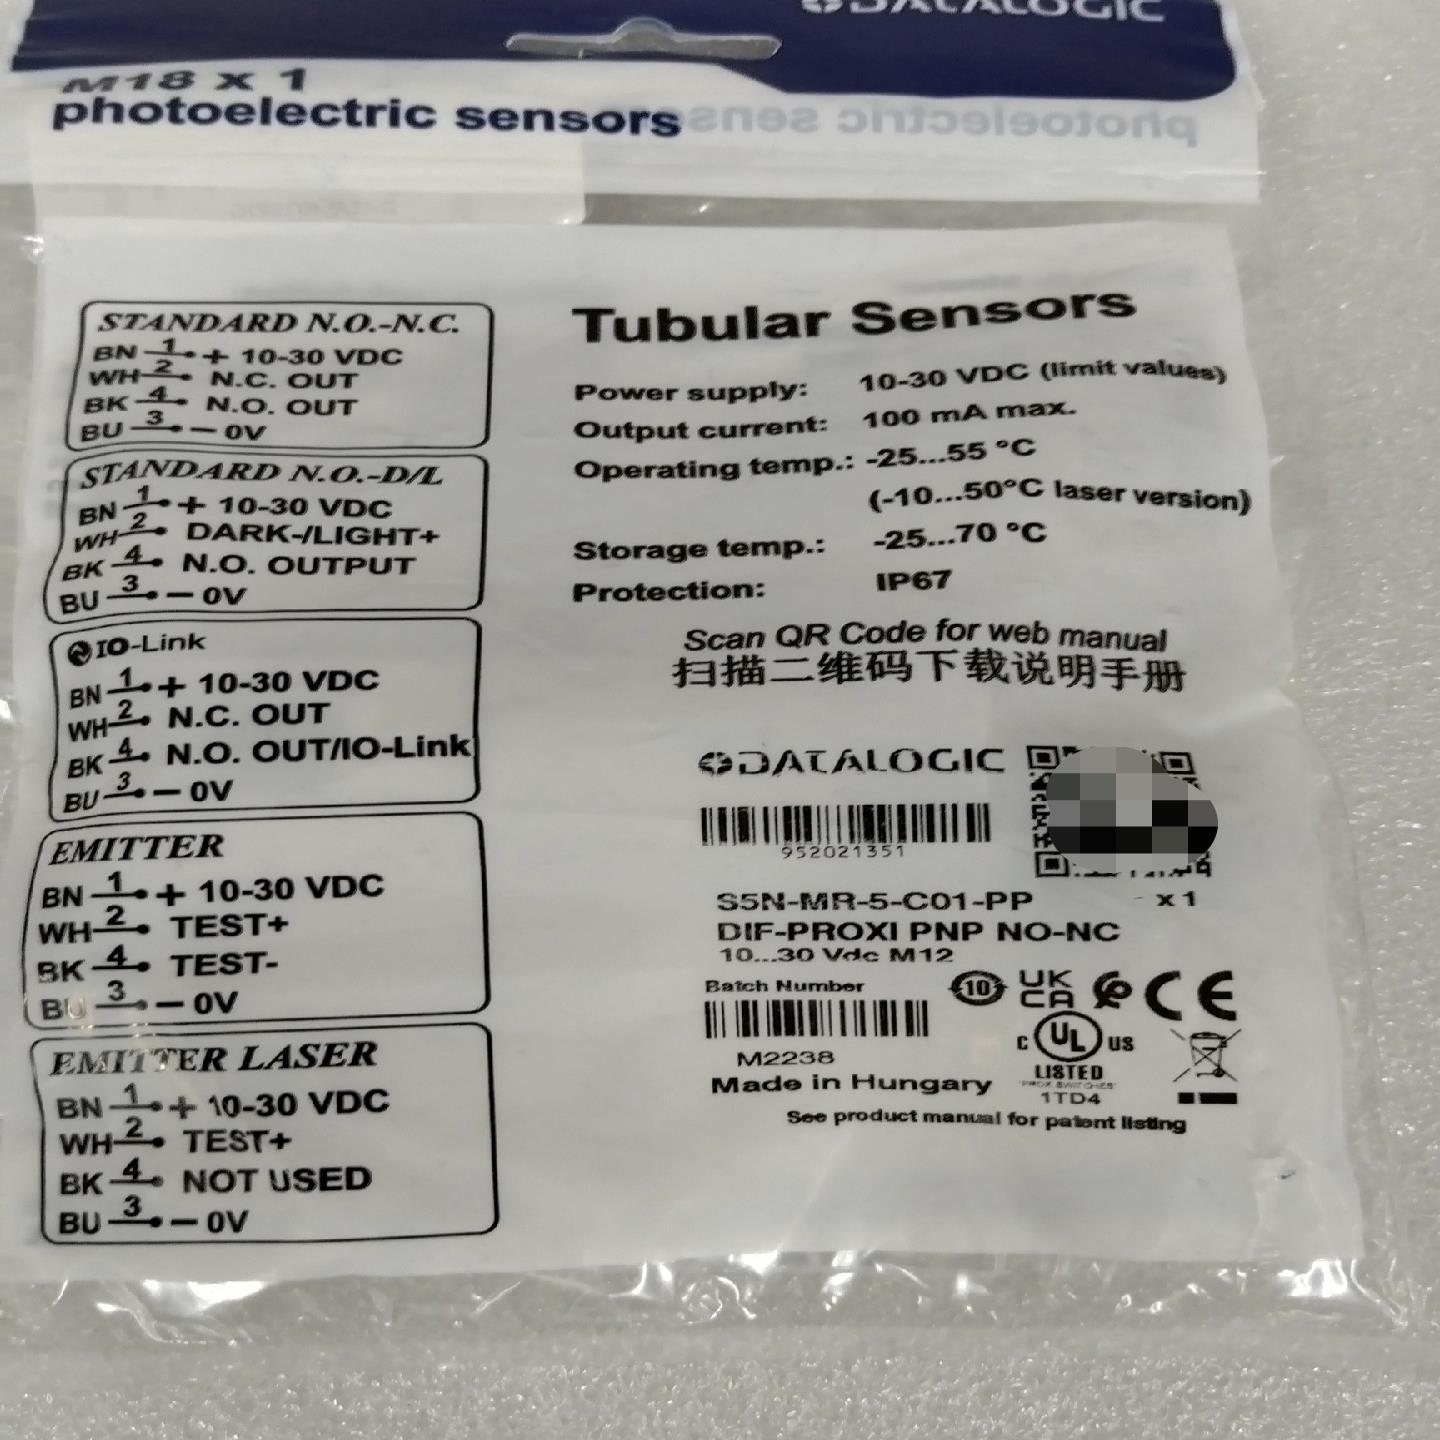 DATALOGIC
M18 x 1
photoelectric sensors
STANDARD N.O.-N.C.
BN 1 + 10-30 VDC
WH 2 N.C. OUT
BK 4 N.O. OUT
BU 3 - 0V
STANDARD N.O.-D/L
BN 1 + 10-30 VDC
WH 2 DARK-/LIGHT+
BK 4 N.O. OUTPUT
BU 3 - 0V
IO-Link
BN 1 + 10-30 VDC
WH 2 N.C. OUT
BK 4 N.O. OUT/IO-Link
BU 3 - 0V
EMITTER
BN 1 + 10-30 VDC
WH 2 TEST+
BK 4 TEST-
BU 3 - 0V
EMITTER LASER
BN 1 + 10-30 VDC
WH 2 TEST+
BK 4 NOT USED
BU 3 - 0V
Tubular Sensors
Power supply: 10-30 VDC (limit values)
Output current: 100 mA max.
Operating temp.: -25...55 °C
(-10...50°C laser version)
Storage temp.: -25...70 °C
Protection: IP67
Scan QR Code for web manual
扫描二维码下载说明手册
DATALOGIC
952021351
S5N-MR-5-C01-PP x 1
DIF-PROXI PNP NO-NC
10...30 Vdc M12
Batch Number
10 UK CA CE
M2238
C UL US
LISTED
"PROX SWITCHES"
1TD4
Made in Hungary
See product manual for patent listing